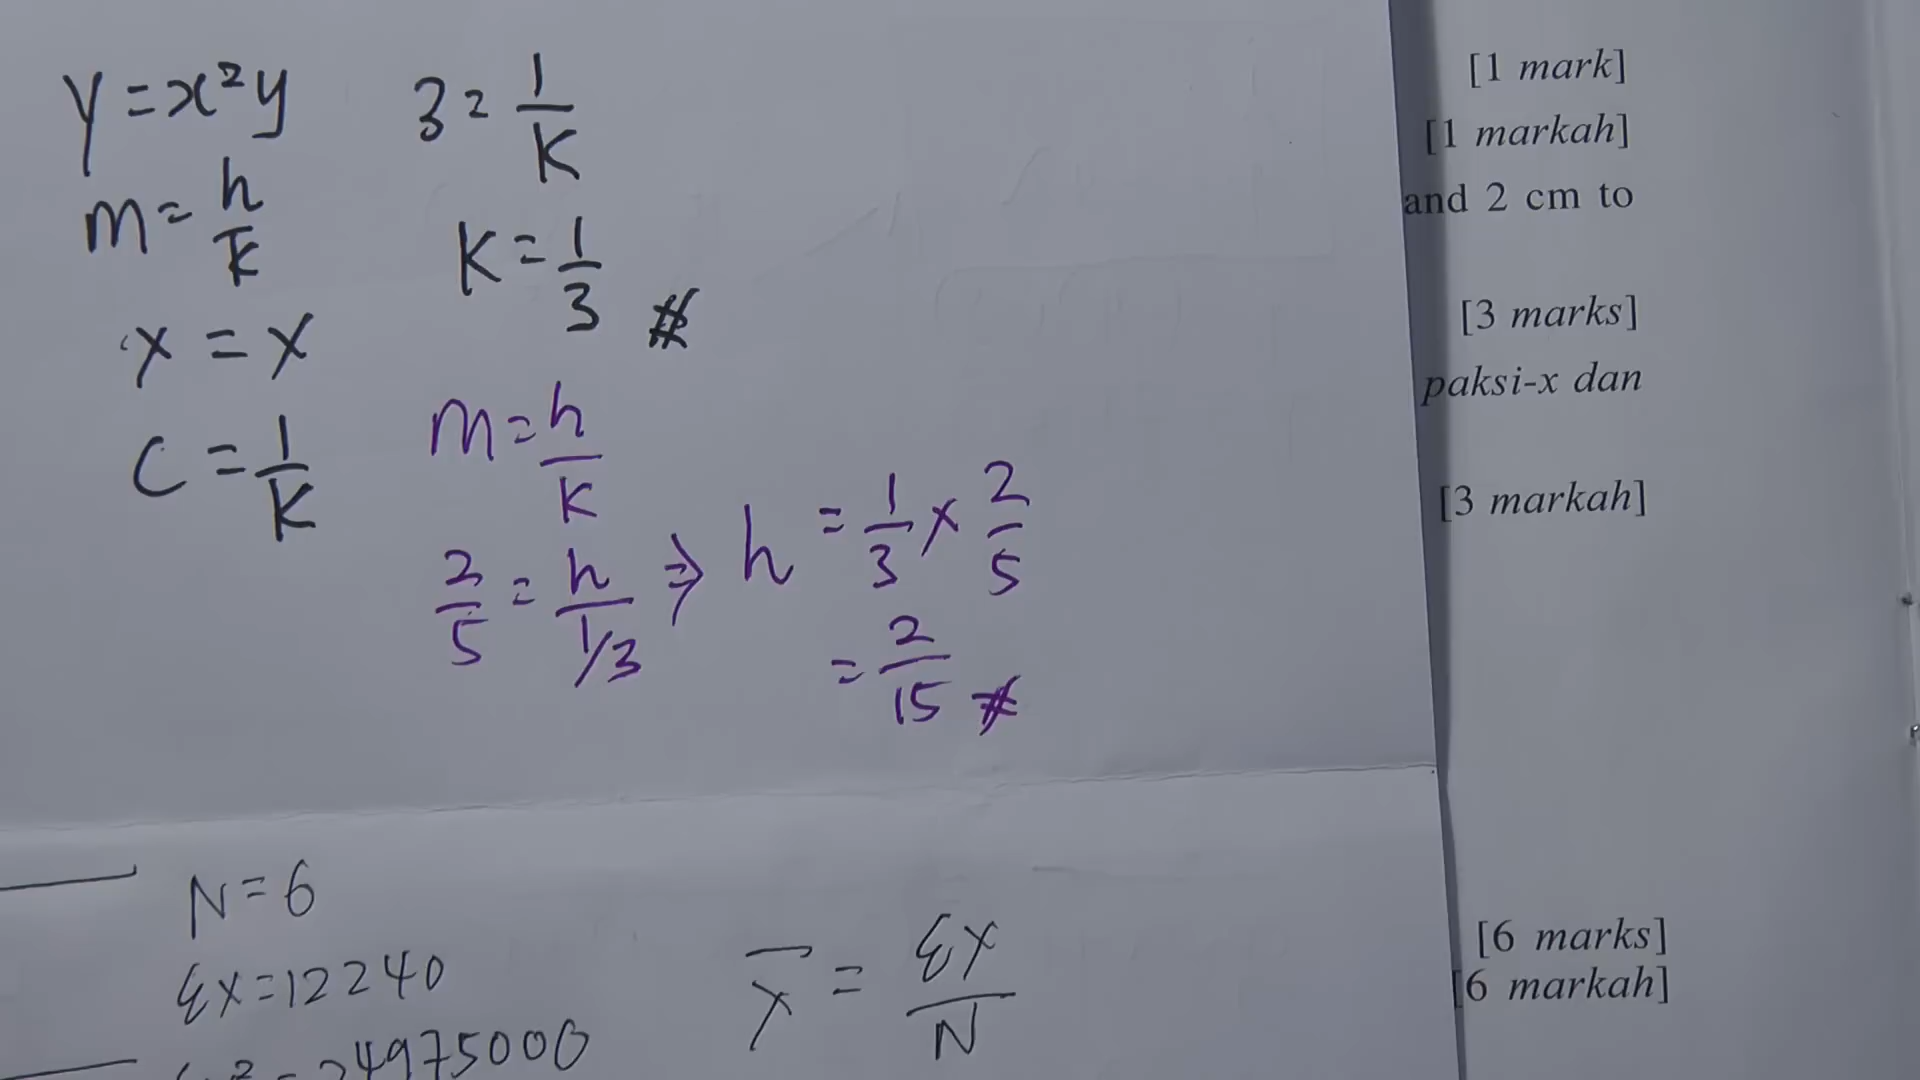 Y = x²y
m = h/k
x = x
C = 1/K
3 = 1/K
K = 1/3 #
m = h/K
2/5 = h/1/3 ⇒ h = 1/3 × 2/5
= 2/15 #
N = 6
Σx = 12240
24975000
x̄ = Σx/N
[1 mark]
[1 markah]
and 2 cm to
[3 marks]
paksi-x dan
[3 markah]
[6 marks]
[6 markah]